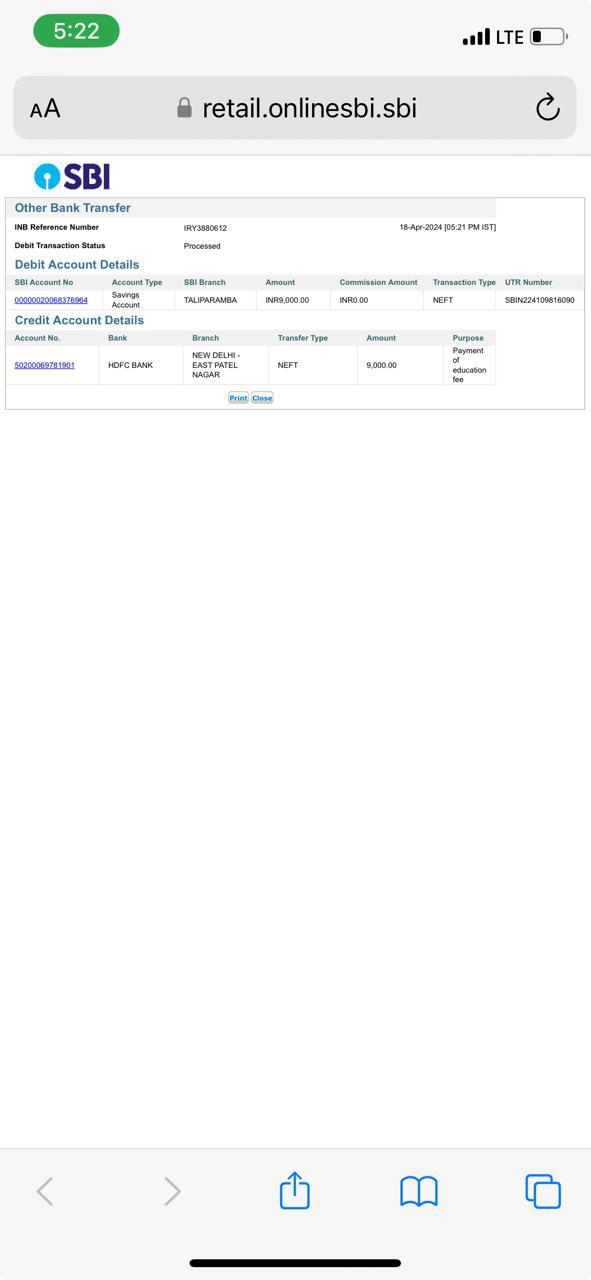 5:22
LTE
AA
retail.onlinesbi.sbi
SBI
Other Bank Transfer
INB Reference Number IRY3880612 18-Apr-2024 [05:21 PM IST]
Debit Transaction Status Processed
Debit Account Details
SBI Account No Account Type SBI Branch Amount Commission Amount Transaction Type UTR Number
00000020068376964 Savings Account TALIPARAMBA INR9,000.00 INR0.00 NEFT SBIN224109816090
Credit Account Details
Account No. Bank Branch Transfer Type Amount Purpose
50200069781901 HDFC BANK NEW DELHI - EAST PATEL NAGAR NEFT 9,000.00 Payment of education fee
Print Close